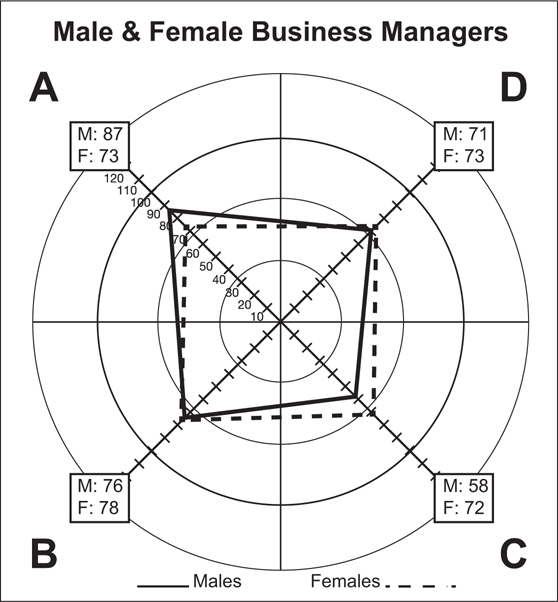 Male & Female Business Managers
A
D
M: 87
F: 73
M: 71
F: 73
120
110
100
90
80
70
60
50
40
30
20
10
M: 76
F: 78
M: 58
F: 72
B
C
Males
Females